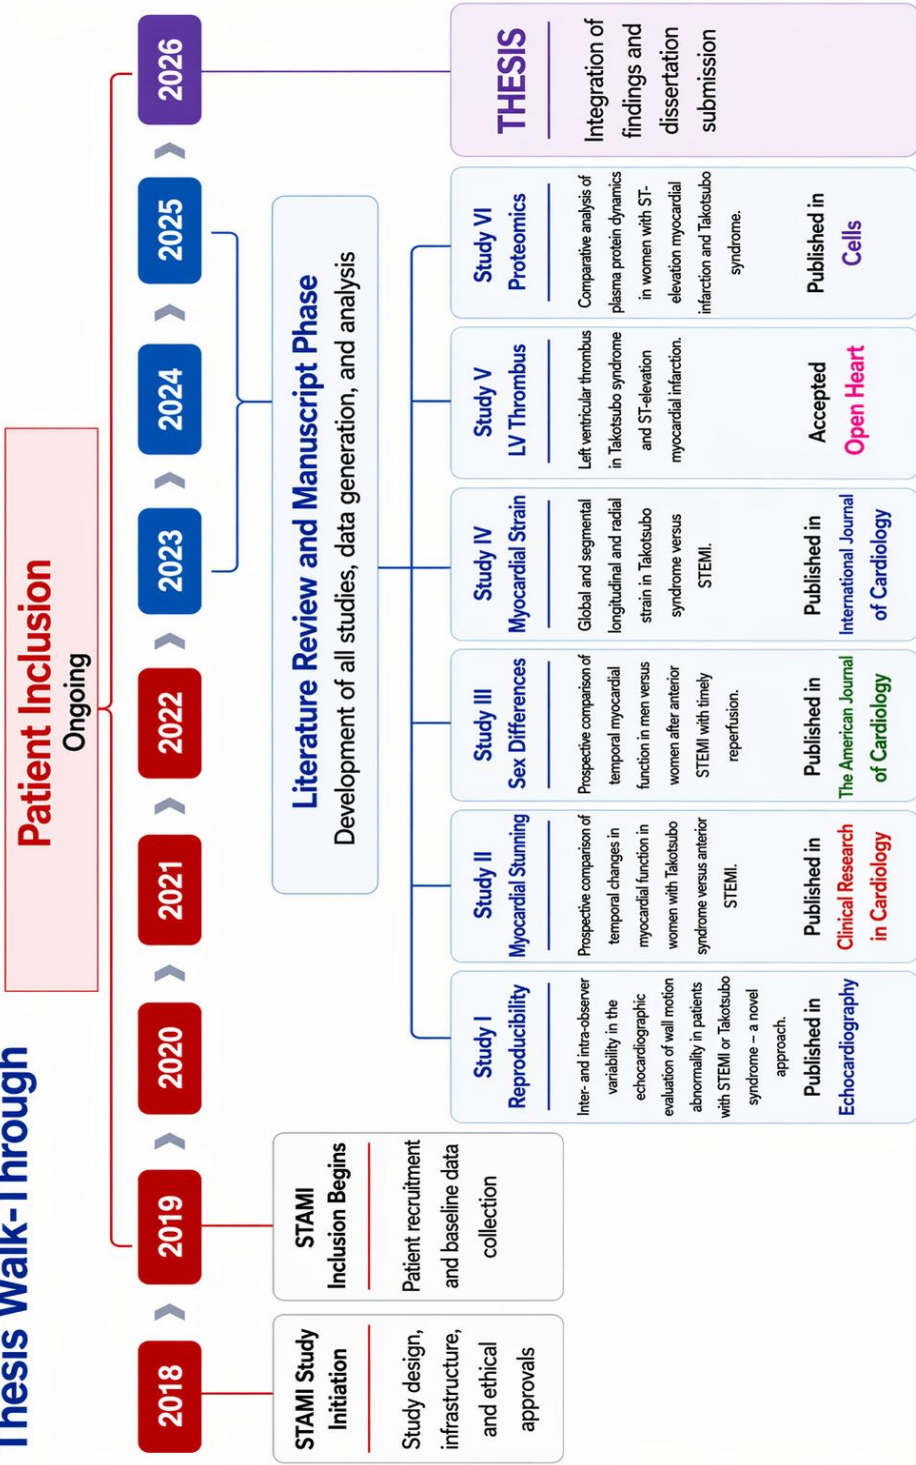 Thesis Walk-Through
Patient Inclusion
Ongoing
2018
2019
2020
2021
2022
2023
2024
2025
2026
STAMI Study
Initiation
Study design,
infrastructure,
and ethical
approvals
STAMI
Inclusion Begins
Patient recruitment
and baseline data
collection
Literature Review and Manuscript Phase
Development of all studies, data generation, and analysis
Study I
Reproducibility
Inter- and intra-observer
variability in the
echocardiographic
evaluation of wall motion
abnormality in patients
with STEMI or Takotsubo
syndrome – a novel
approach.
Published in
Echocardiography
Study II
Myocardial Stunning
Prospective comparison of
temporal changes in
myocardial function in
women with Takotsubo
syndrome versus anterior
STEMI.
Published in
Clinical Research
in Cardiology
Study III
Sex Differences
Prospective comparison of
temporal myocardial
function in men versus
women after anterior
STEMI with timely
reperfusion.
Published in
The American Journal
of Cardiology
Study IV
Myocardial Strain
Global and segmental
longitudinal and radial
strain in Takotsubo
syndrome versus
STEMI.
Published in
International Journal
of Cardiology
Study V
LV Thrombus
Left ventricular thrombus
in Takotsubo syndrome
and ST-elevation
myocardial infarction.
Accepted
Open Heart
Study VI
Proteomics
Comparative analysis of
plasma protein dynamics
in women with ST-
elevation myocardial
infarction and Takotsubo
syndrome.
Published in
Cells
THESIS
Integration of
findings and
dissertation
submission